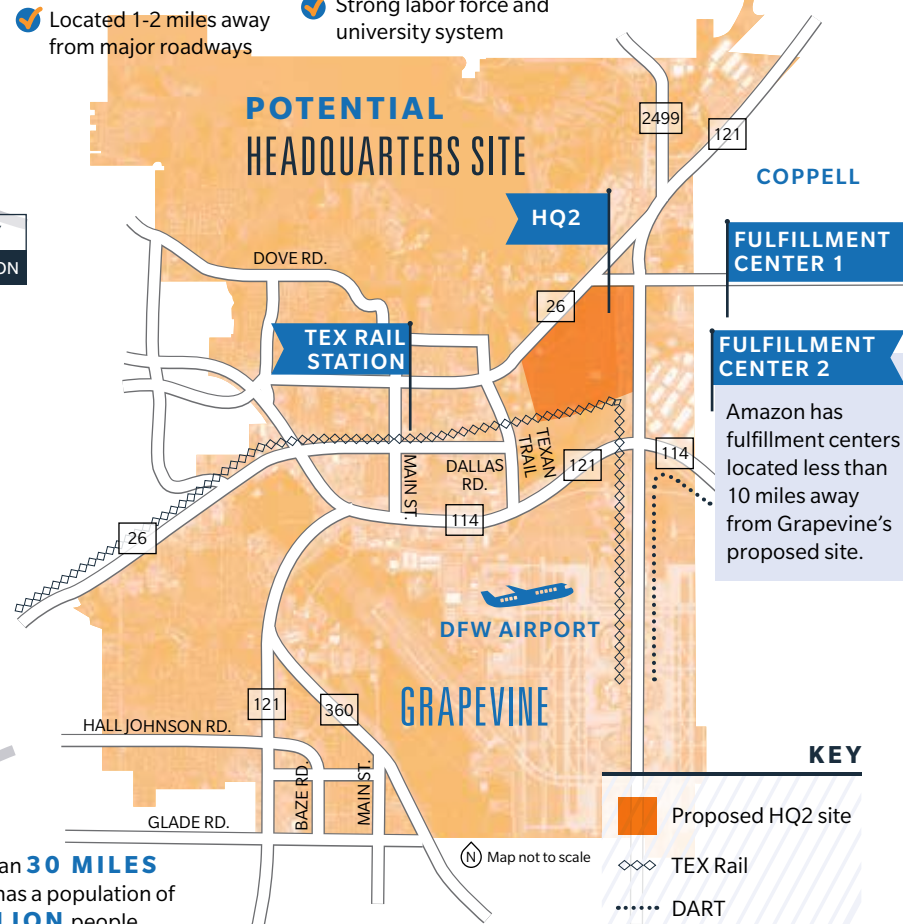 Located 1-2 miles away
from major roadways
Strong labor force and
university system
POTENTIAL
HEADQUARTERS SITE
2499
121
COPPELL
HQ2
FULFILLMENT
CENTER 1
DOVE RD.
26
TEX RAIL
STATION
FULFILLMENT
CENTER 2
Amazon has
fulfillment centers
located less than
10 miles away
from Grapevine’s
proposed site.
MAIN ST.
DALLAS
RD.
TEXAN
TRAIL
121
114
114
26
DFW AIRPORT
GRAPEVINE
121
360
HALL JOHNSON RD.
BAZE RD.
MAIN ST.
GLADE RD.
N Map not to scale
KEY
Proposed HQ2 site
TEX Rail
DART
30 MILES
has a population of
people